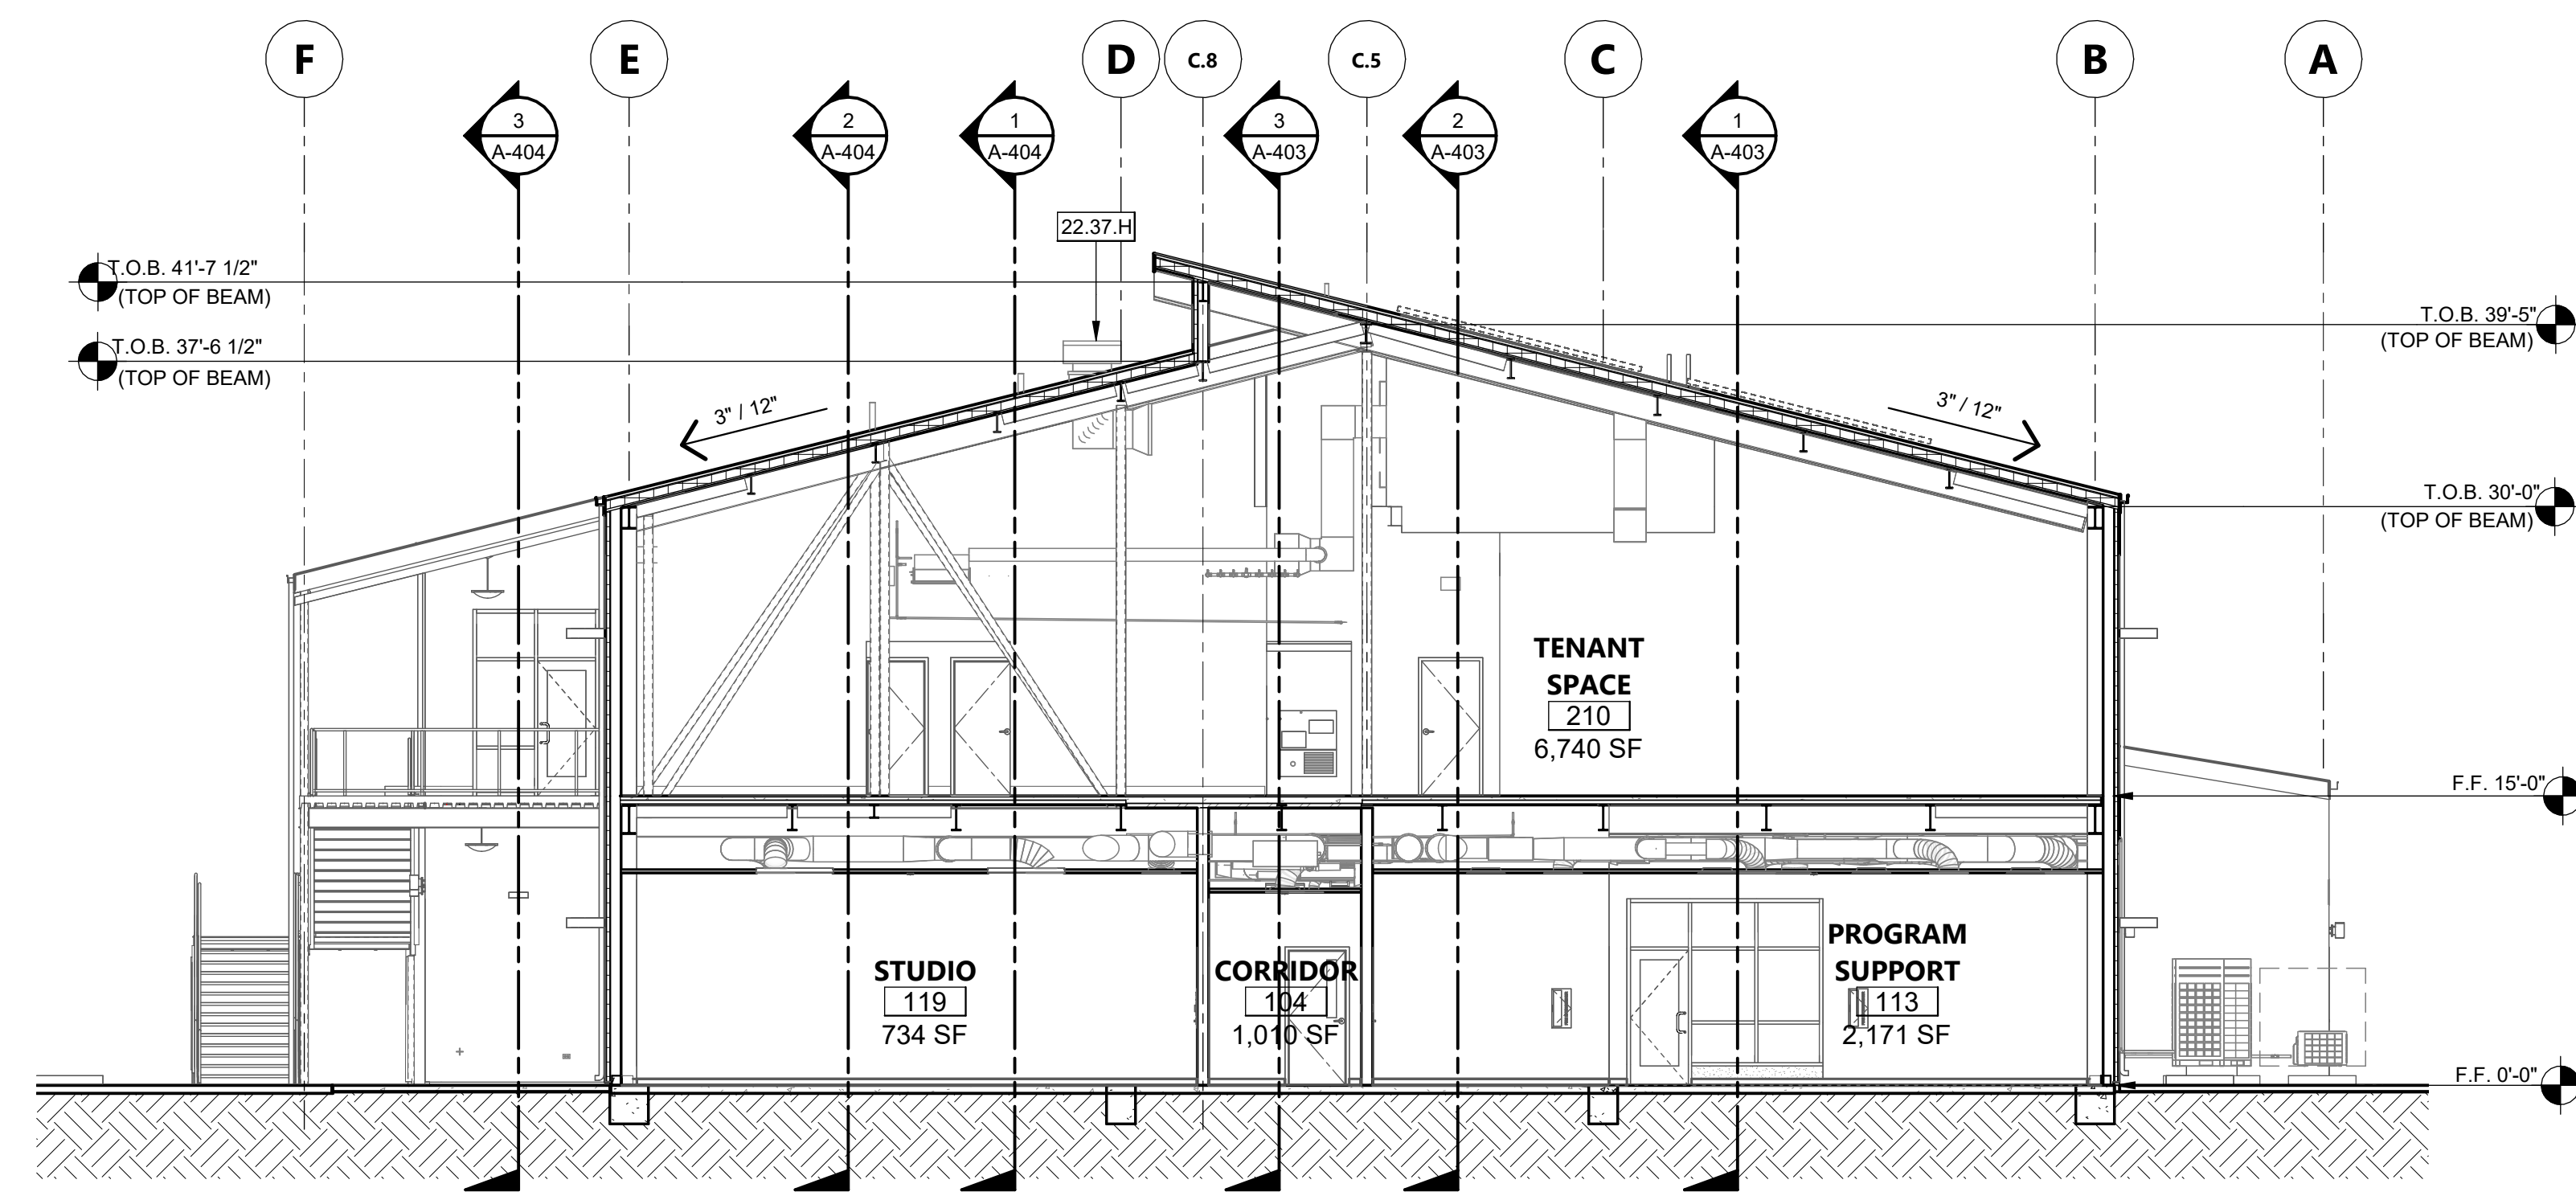 F
E
D
C.8
C.5
C
B
A
3
A-404
2
A-404
1
A-404
3
A-403
2
A-403
1
A-403
22.37.H
T.O.B. 41'-7 1/2"
(TOP OF BEAM)
T.O.B. 39'-5"
(TOP OF BEAM)
T.O.B. 37'-6 1/2"
(TOP OF BEAM)
3" / 12"
3" / 12"
T.O.B. 30'-0"
(TOP OF BEAM)
TENANT
SPACE
210
6,740 SF
F.F. 15'-0"
STUDIO
119
734 SF
CORRIDOR
104
1,010 SF
PROGRAM
SUPPORT
113
2,171 SF
F.F. 0'-0"